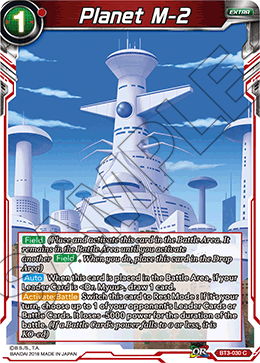 1
Planet M-2
EXTRA
SAMPLE
Field (Place and activate this card in the Battle Area. It
remains in the Battle Area until you activate
another Field. When you do, place this card in the Drop
Area)
Auto When this card is placed in the Battle Area, if your
Leader Card is <Dr. Myuu>, draw 1 card.
Activate Battle Switch this card to Rest Mode : If it's your
turn, choose up to 1 of your opponent's Leader Cards or
Battle Cards. It loses -5000 power for the duration of the
battle. (If a Battle Card's power falls to 0 or less, it is
KO-ed)
©B.S./S., T.A.
BANDAI 2018 MADE IN JAPAN
BT3-030 C